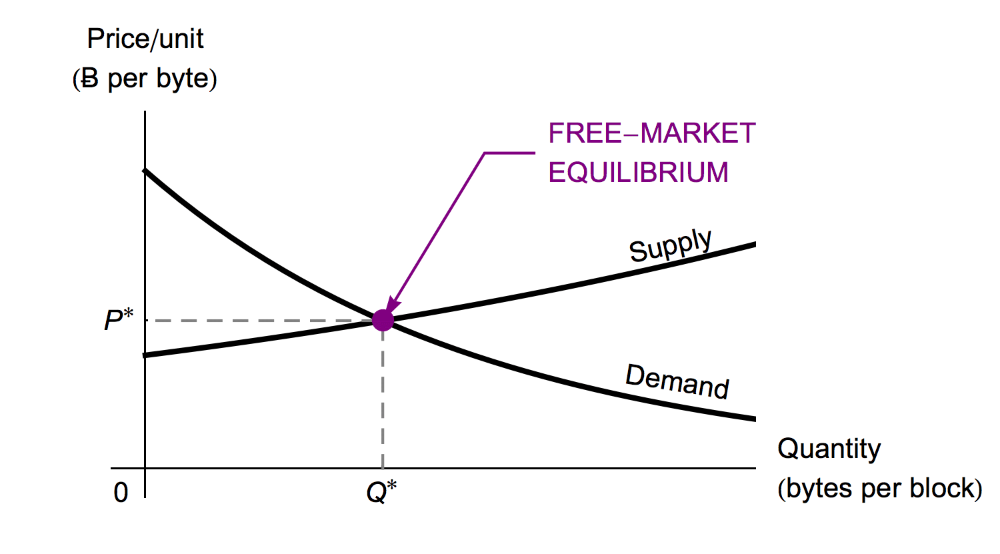 Price/unit
(Ƀ per byte)
FREE–MARKET
EQUILIBRIUM
Supply
P*
Demand
Quantity
(bytes per block)
0
Q*